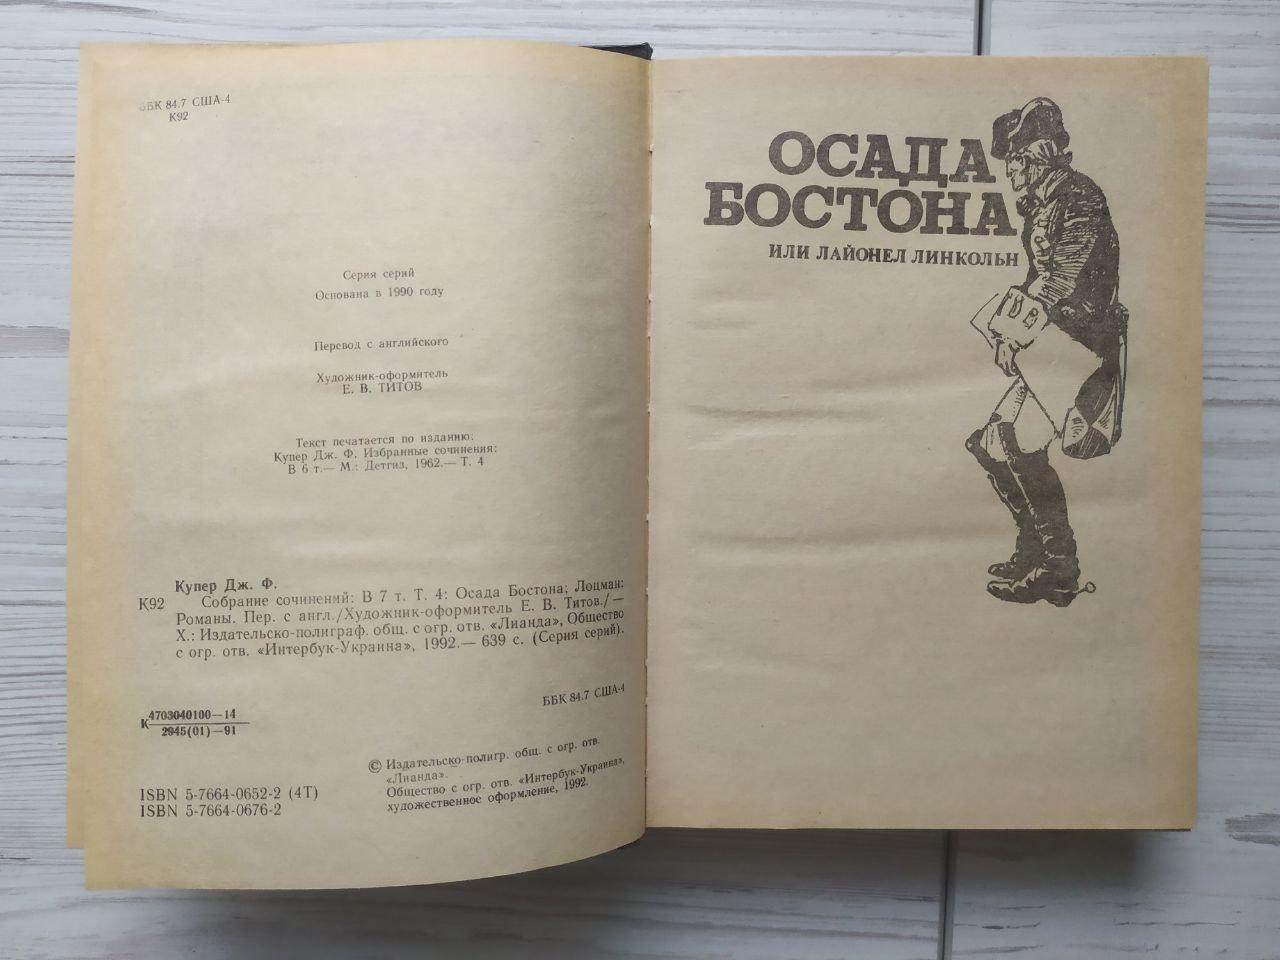 ББК 84.7 США-4
К92
Серия серий
Основана в 1990 году
Перевод с английского
Художник-оформитель
Е. В. ТИТОВ
Текст печатается по изданию:
Купер Дж. Ф. Избранные сочинения:
В 6 т.— М.: Детгиз, 1962.— Т. 4
Купер Дж. Ф.
К92 Собрание сочинений: В 7 т. Т. 4: Осада Бостона; Лоцман:
Романы. Пер. с англ./Художник-оформитель Е. В. Титов./—
Х.: Издательско-полиграф. общ. с огр. отв. «Лианда», Общество
с огр. отв. «Интербук-Украина», 1992.— 639 с. (Серия серий).
ББК 84.7 США-4
К 4703040100—14
2945(01)—91
© Издательско-полигр. общ. с огр. отв.
«Лианда».
Общество с огр. отв. «Интербук-Украина»,
художественное оформление, 1992.
ISBN 5-7664-0652-2 (4Т)
ISBN 5-7664-0676-2
ОСАДА
БОСТОНА
ИЛИ ЛАЙОНЕЛ ЛИНКОЛЬН